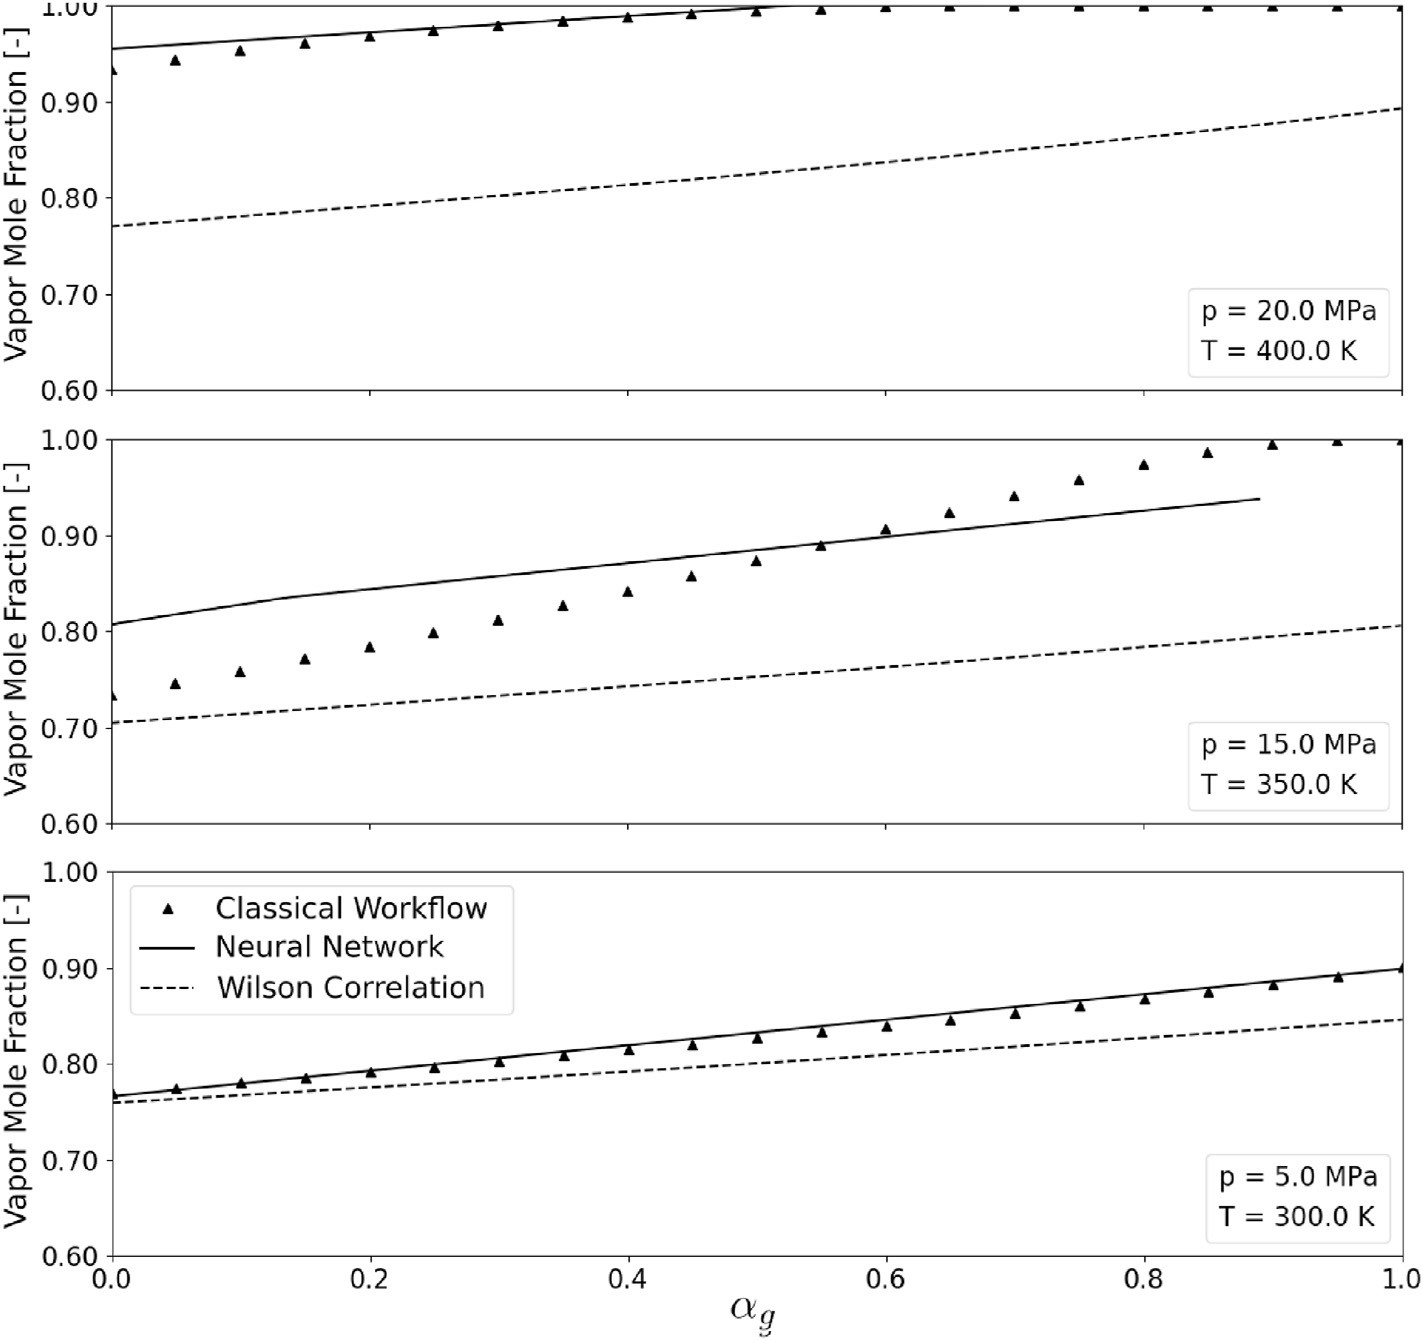 1.00
0.90
0.80
0.70
0.60
Vapor Mole Fraction [-]
p = 20.0 MPa
T = 400.0 K
1.00
0.90
0.80
0.70
0.60
Vapor Mole Fraction [-]
p = 15.0 MPa
T = 350.0 K
1.00
0.90
0.80
0.70
0.60
Vapor Mole Fraction [-]
Classical Workflow
Neural Network
Wilson Correlation
p = 5.0 MPa
T = 300.0 K
0.0 0.2 0.4 0.6 0.8 1.0
α_g